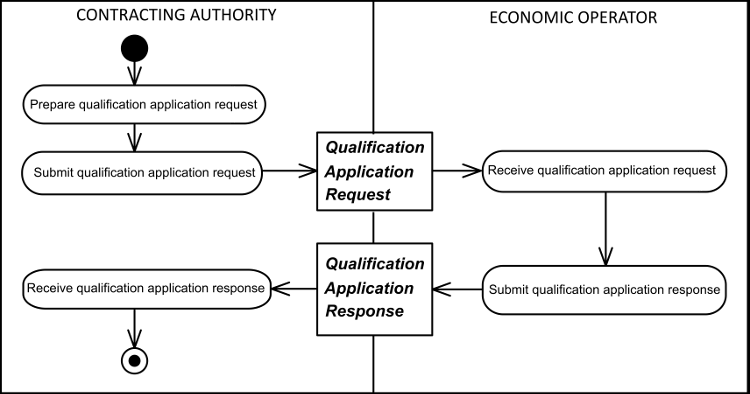 CONTRACTING AUTHORITY
ECONOMIC OPERATOR
Prepare qualification application request
Submit qualification application request
Qualification
Application
Request
Receive qualification application request
Receive qualification application response
Qualification
Application
Response
Submit qualification application response